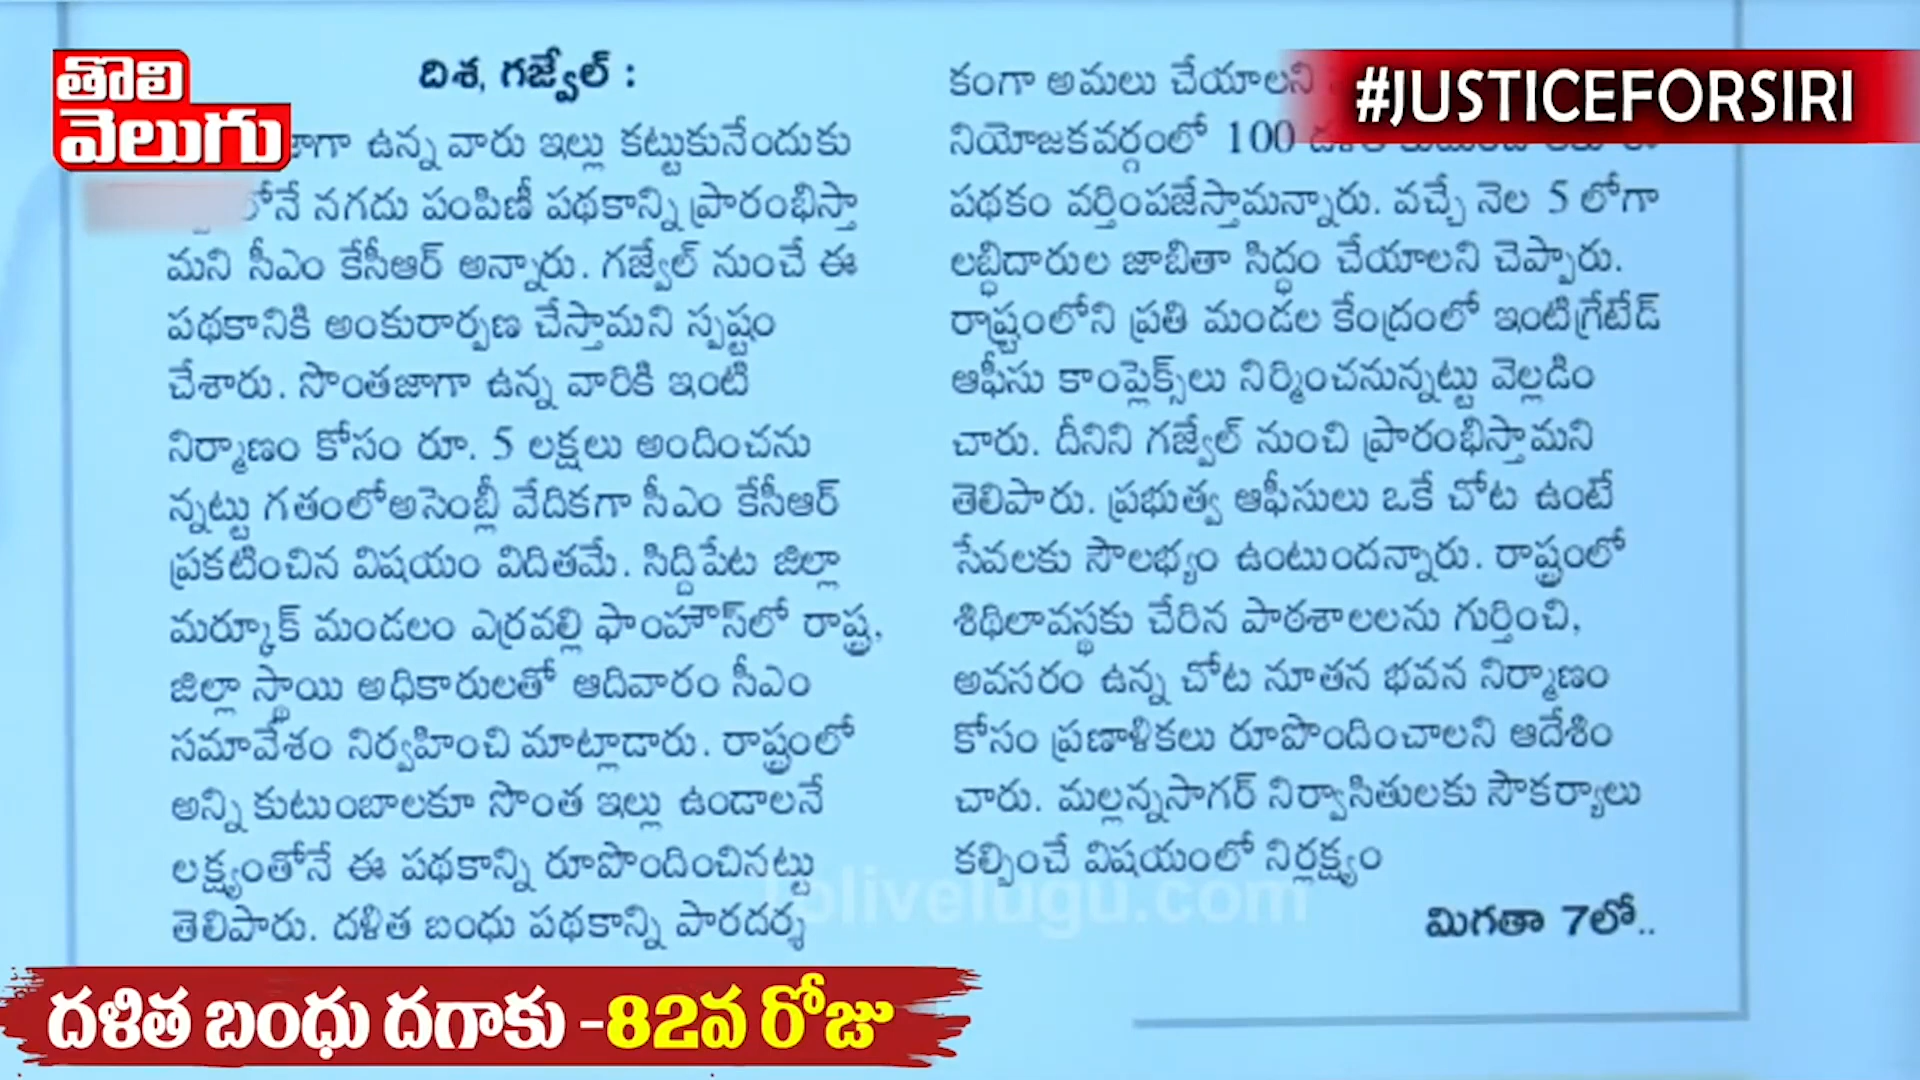 తొలి
వెలుగు
#JUSTICEFORSIRI
దిశ, గజ్వేల్ :
ఉన్న వారు ఇల్లు కట్టుకునేందుకు
నగదు పంపిణీ పథకాన్ని ప్రారంభిస్తా
మని సీఎం కేసీఆర్ అన్నారు. గజ్వేల్ నుంచే ఈ
పథకానికి అంకురార్పణ చేస్తామని స్పష్టం
చేశారు. సొంతజాగా ఉన్న వారికి ఇంటి
నిర్మాణం కోసం రూ. 5 లక్షలు అందించను
న్నట్టు గతంలోఅసెంబ్లీ వేదికగా సీఎం కేసీఆర్
ప్రకటించిన విషయం విదితమే. సిద్దిపేట జిల్లా
మర్కూక్ మండలం ఎర్రవల్లి ఫాంహౌస్‌లో రాష్ట్ర,
జిల్లా స్థాయి అధికారులతో ఆదివారం సీఎం
సమావేశం నిర్వహించి మాట్లాడారు. రాష్ట్రంలో
అన్ని కుటుంబాలకూ సొంత ఇల్లు ఉండాలనే
లక్ష్యంతోనే ఈ పథకాన్ని రూపొందించినట్టు
తెలిపారు. దళిత బంధు పథకాన్ని పారదర్శ
కంగా అమలు చేయాలని
నియోజకవర్గంలో 100
పథకం వర్తింపజేస్తామన్నారు. వచ్చే నెల 5 లోగా
లబ్ధిదారుల జాబితా సిద్ధం చేయాలని చెప్పారు.
రాష్ట్రంలోని ప్రతి మండల కేంద్రంలో ఇంటిగ్రేటేడ్
ఆఫీసు కాంప్లెక్స్‌లు నిర్మించనున్నట్టు వెల్లడిం
చారు. దీనిని గజ్వేల్ నుంచి ప్రారంభిస్తామని
తెలిపారు. ప్రభుత్వ ఆఫీసులు ఒకే చోట ఉంటే
సేవలకు సౌలభ్యం ఉంటుందన్నారు. రాష్ట్రంలో
శిథిలావస్థకు చేరిన పాఠశాలలను గుర్తించి,
అవసరం ఉన్న చోట నూతన భవన నిర్మాణం
కోసం ప్రణాళికలు రూపొందించాలని ఆదేశిం
చారు. మల్లన్నసాగర్ నిర్వాసితులకు సౌకర్యాలు
కల్పించే విషయంలో నిర్లక్ష్యం
మిగతా 7లో..
tolivelugu.com
దళిత బంధు దగాకు -82వ రోజు